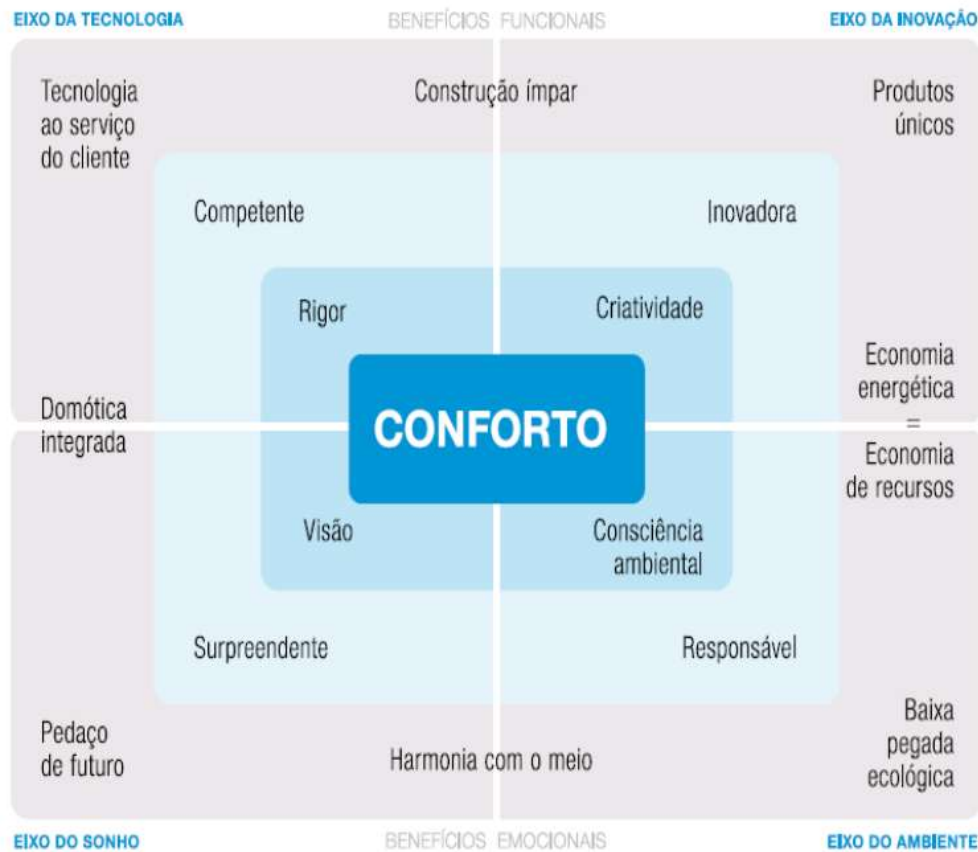 EIXO DA TECNOLOGIA
BENEFÍCIOS FUNCIONAIS
EIXO DA INOVAÇÃO
Tecnologia
ao serviço
do cliente
Construção ímpar
Produtos
únicos
Competente
Inovadora
Rigor
Criatividade
Domótica
integrada
CONFORTO
Economia
energética
=
Economia
de recursos
Visão
Consciência
ambiental
Surpreendente
Responsável
Pedaço
de futuro
Harmonia com o meio
Baixa
pegada
ecológica
EIXO DO SONHO
BENEFÍCIOS EMOCIONAIS
EIXO DO AMBIENTE